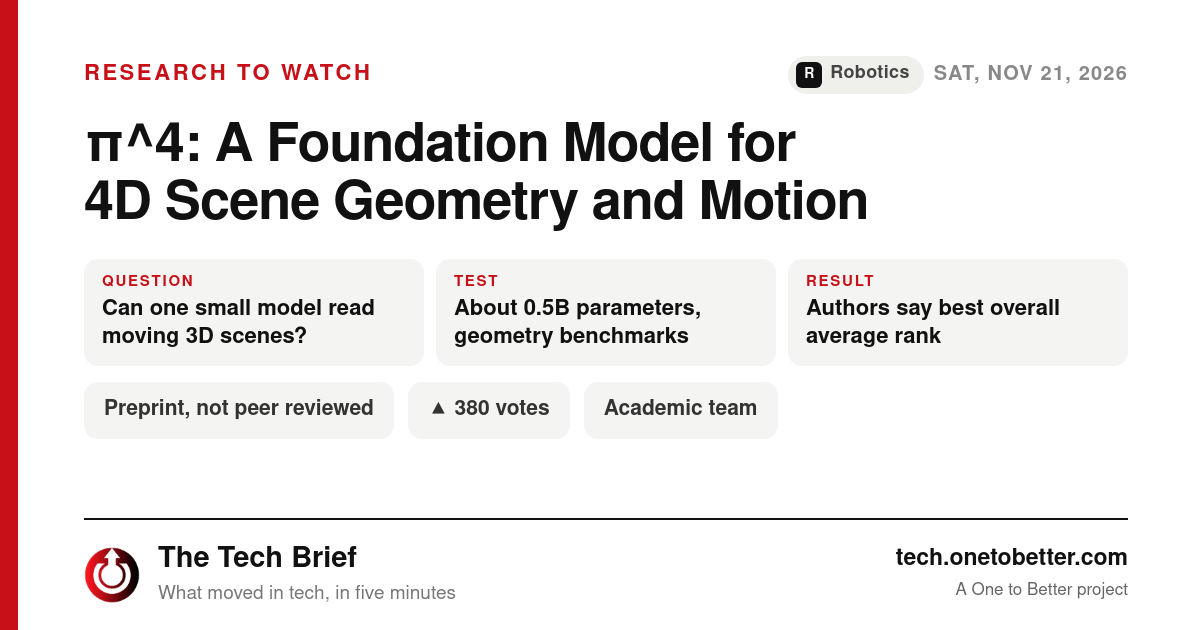 RESEARCH TO WATCH
R Robotics SAT, NOV 21, 2026
π^4: A Foundation Model for
4D Scene Geometry and Motion
QUESTION
Can one small model read
moving 3D scenes?
TEST
About 0.5B parameters,
geometry benchmarks
RESULT
Authors say best overall
average rank
Preprint, not peer reviewed
▲ 380 votes
Academic team
The Tech Brief
What moved in tech, in five minutes
tech.onetobetter.com
A One to Better project